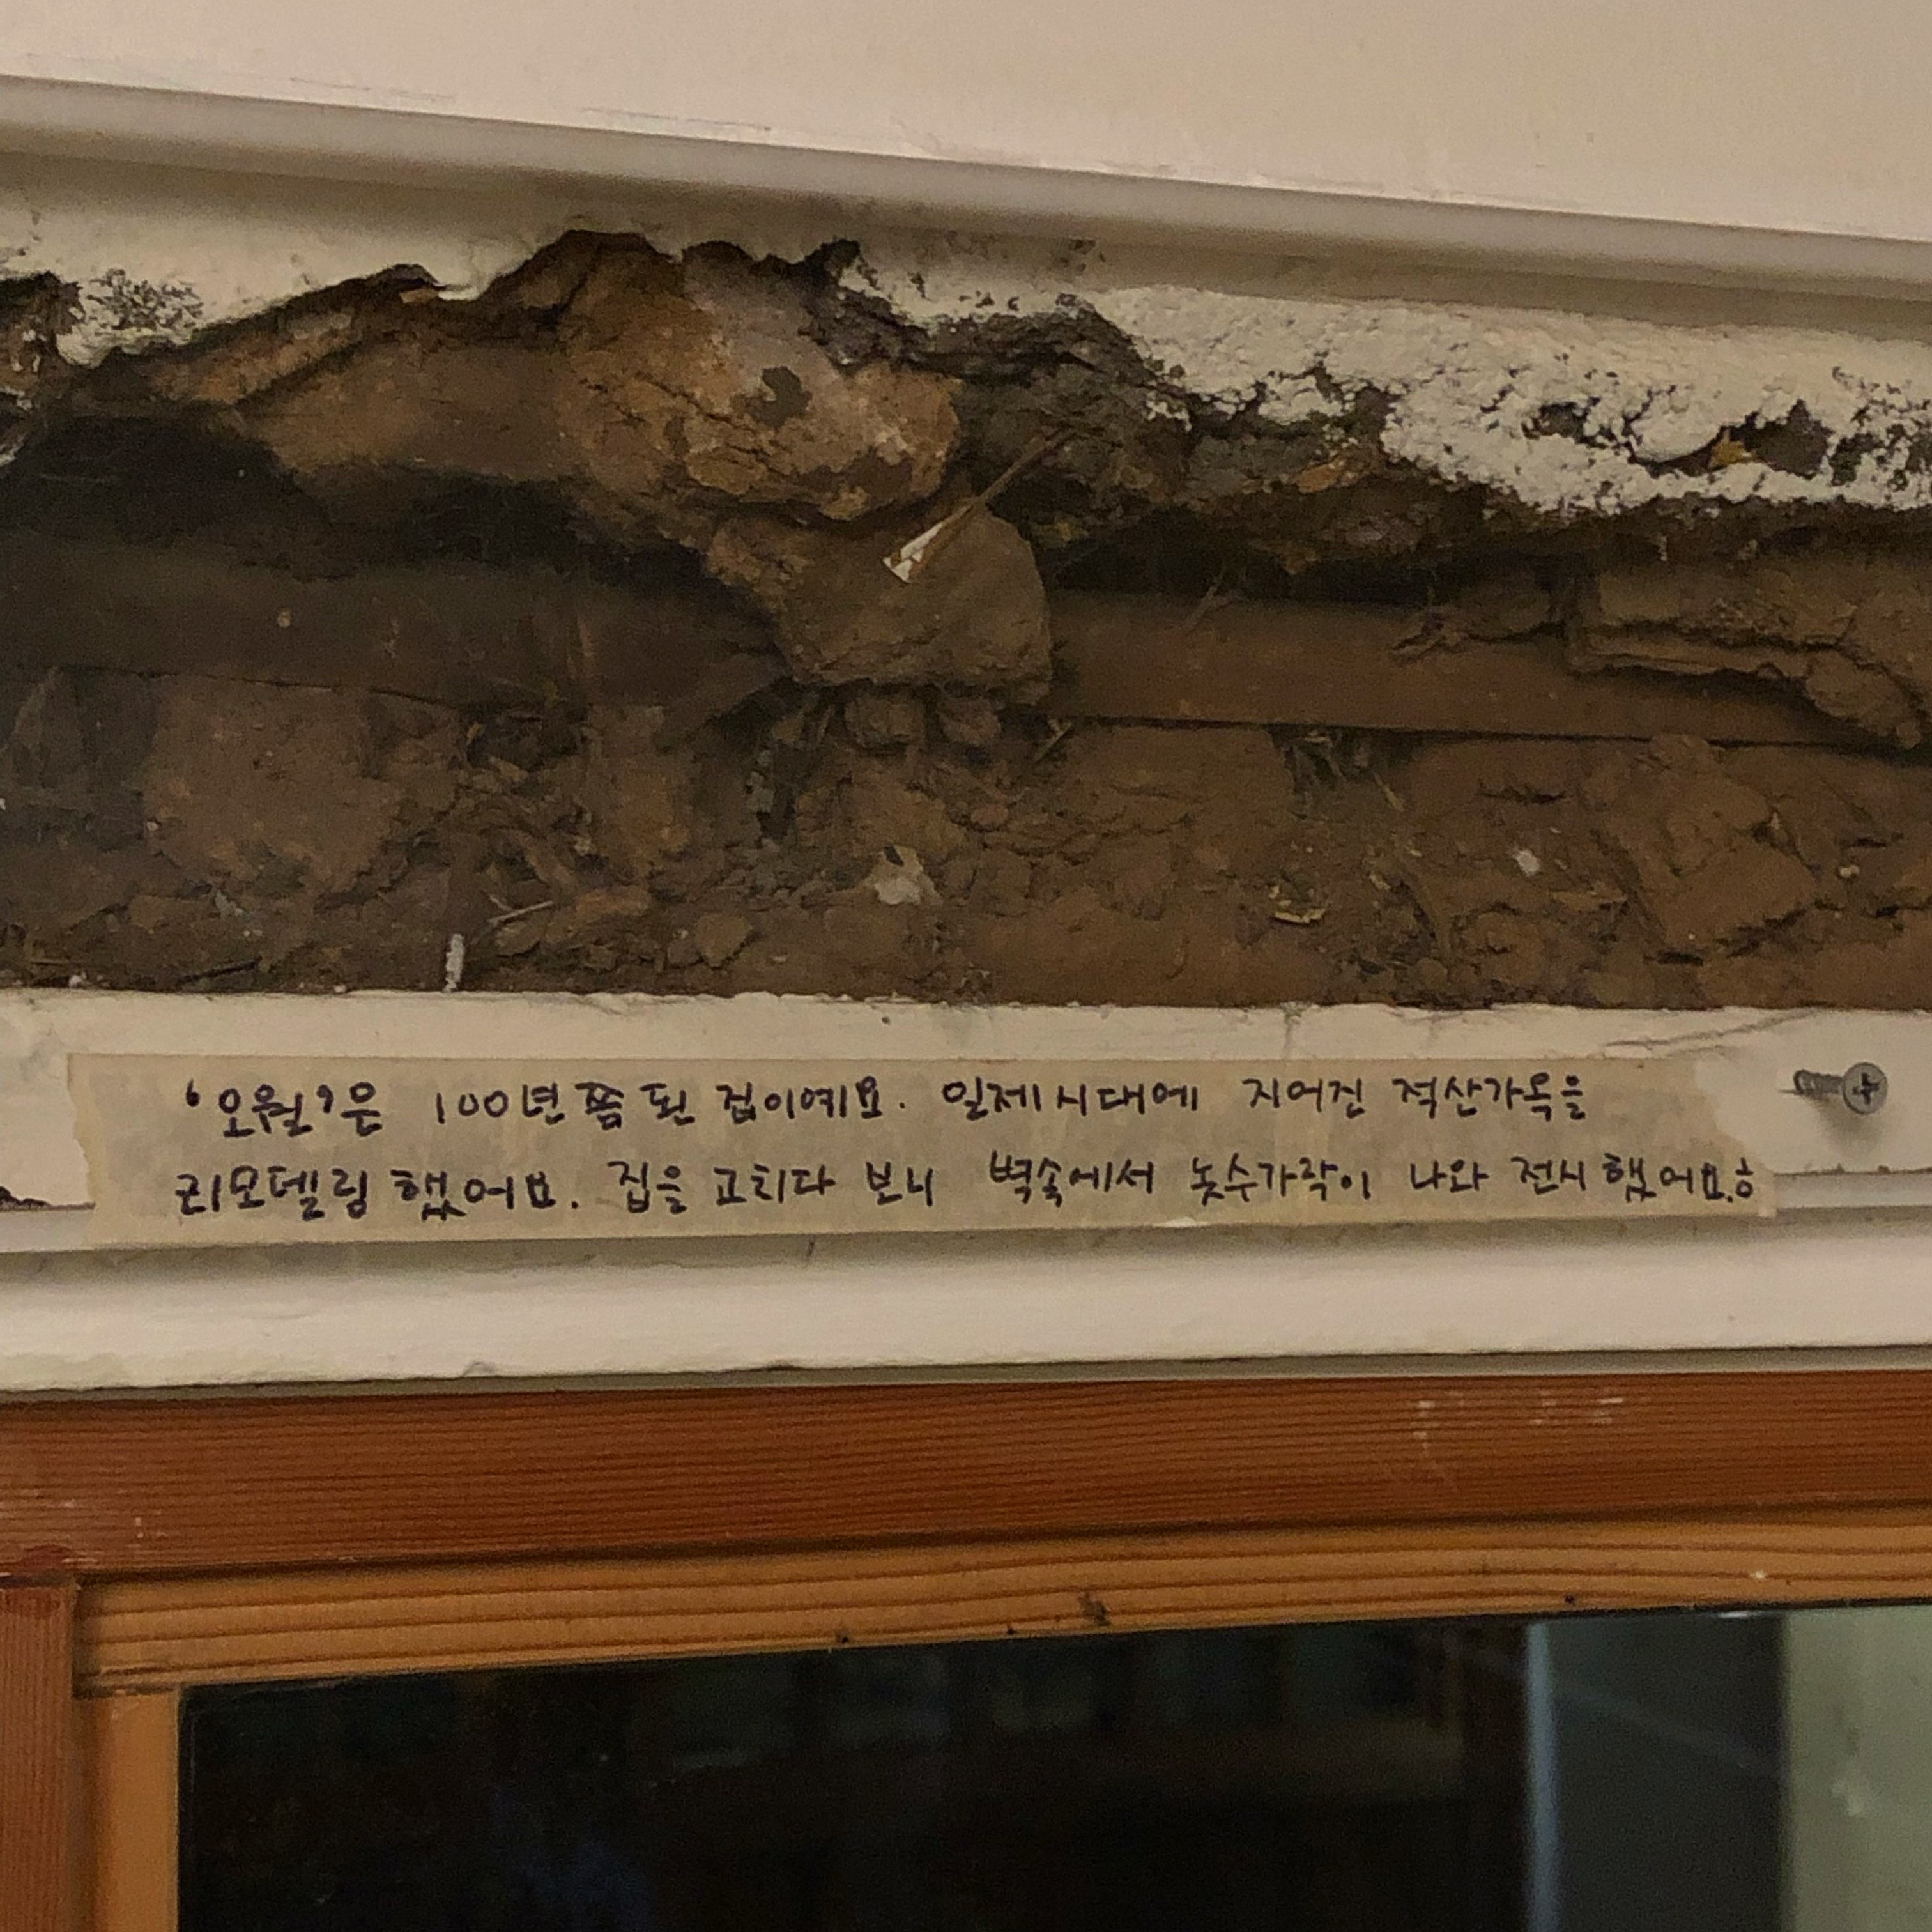 '오월'은 100년쯤 된 집이예요. 일제시대에 지어진 적산가옥을
리모델링 했어요. 집을 고치다 보니 벽속에서 놋수가락이 나와 전시했어요.ㅎ